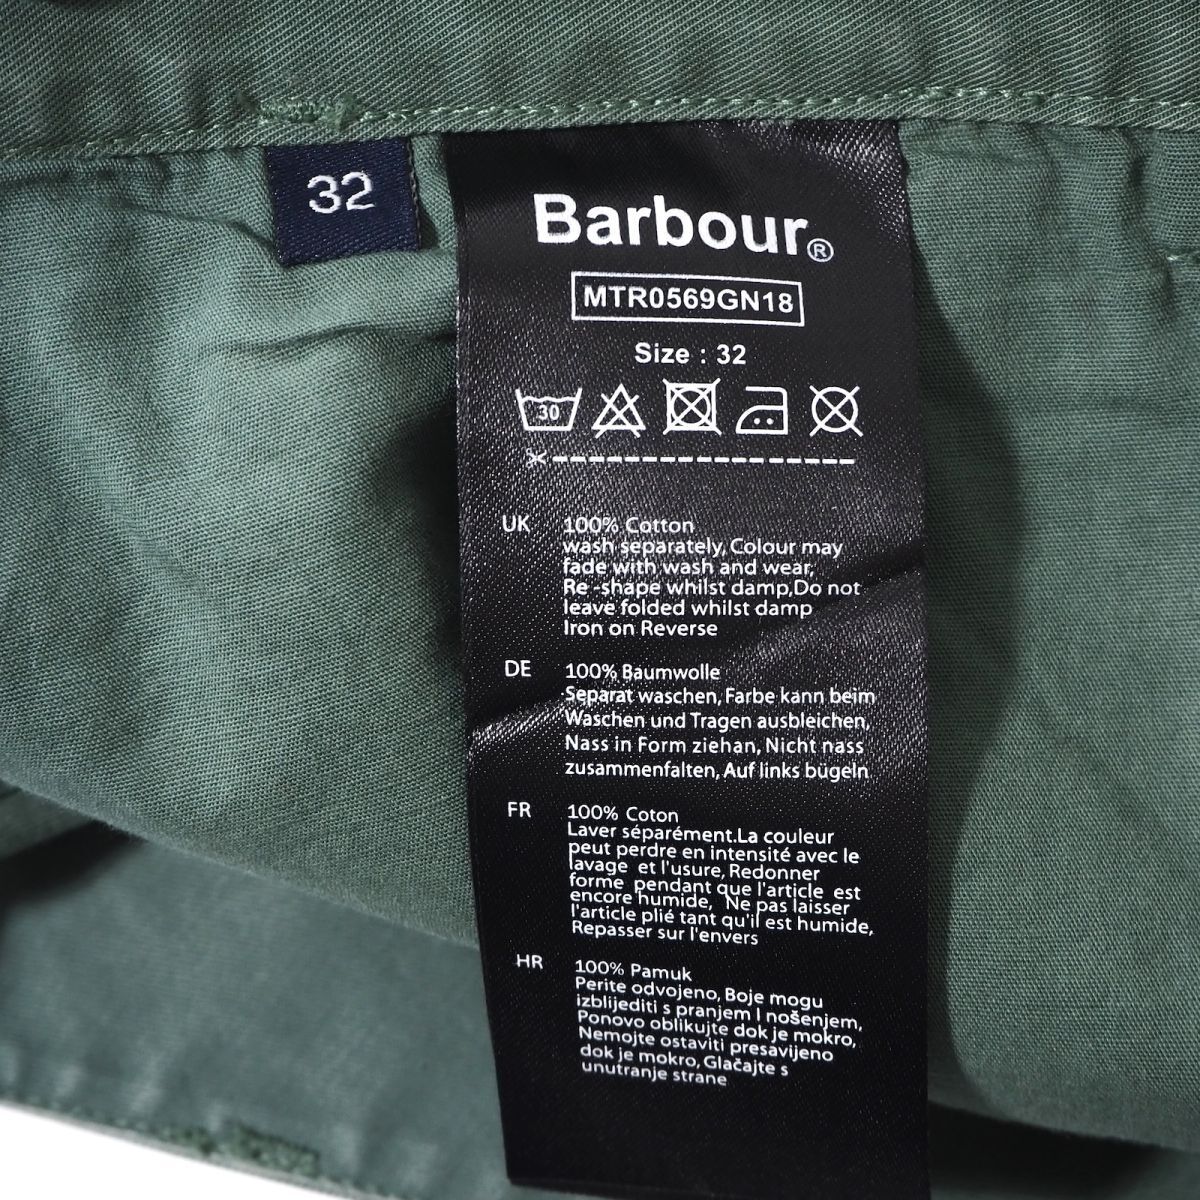 32
Barbour®
MTR0569GN18
Size : 32
30
UK 100% Cotton
wash separately, Colour may
fade with wash and wear,
Re -shape whilst damp,Do not
leave folded whilst damp
Iron on Reverse
DE 100% Baumwolle
Separat waschen, Farbe kann beim
Waschen und Tragen ausbleichen,
Nass in Form ziehan, Nicht nass
zusammenfalten, Auf links bügeln
FR 100% Coton
Laver séparément.La couleur
peut perdre en intensité avec le
lavage et l'usure, Redonner
forme pendant que l'article est
encore humide, 'Ne pas laisser
l'article plié tant qu'il est humide,
Repasser sur l'envers
HR 100% Pamuk
Perite odvojeno, Boje mogu
izblijediti s pranjem I nošenjem,
Ponovo oblikujte dok je mokro,
Nemojte ostaviti presavijeno
dok je mokro, Glačajte s
unutranje strane